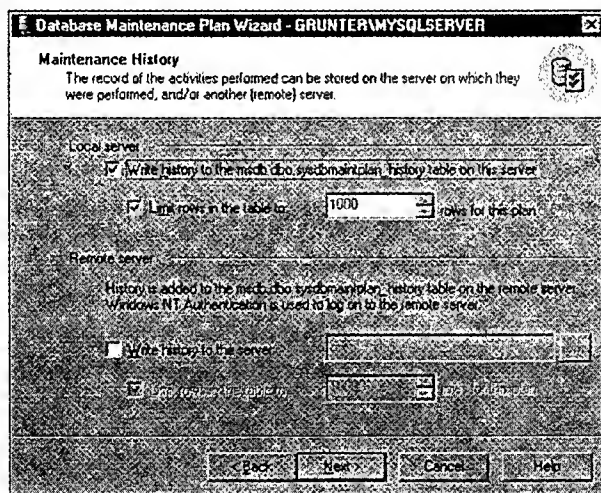 Database Maintenance Plan Wizard - GRUNTER\MYSQLSERVER
Maintenance History
The record of the activities performed can be stored on the server on which they
were performed, and/or another (remote) server.
Local server
Write history to the msdb.dbo.sysdbmaintplan_history table on this server
Limit rows in the table to: 1000 rows for this plan
Remote server
History is added to the msdb.dbo.sysdbmaintplan_history table on the remote server.
Windows NT Authentication is used to log on to the remote server.
Write history to the server:
< Back Next > Cancel Help